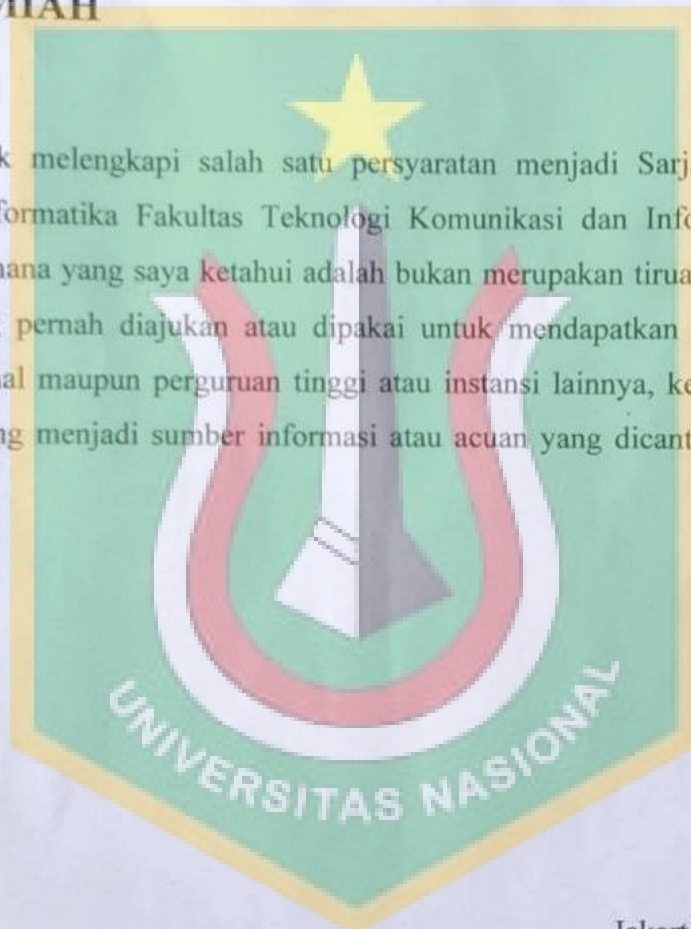 MIAH
k melengkapi salah satu persyaratan menjadi Sarj
formatika Fakultas Teknologi Komunikasi dan Info
nana yang saya ketahui adalah bukan merupakan tirua
pernah diajukan atau dipakai untuk mendapatkan
al maupun perguruan tinggi atau instansi lainnya, ke
ng menjadi sumber informasi atau acuan yang dicant
UNIVERSITAS NASIONAL
Jakart